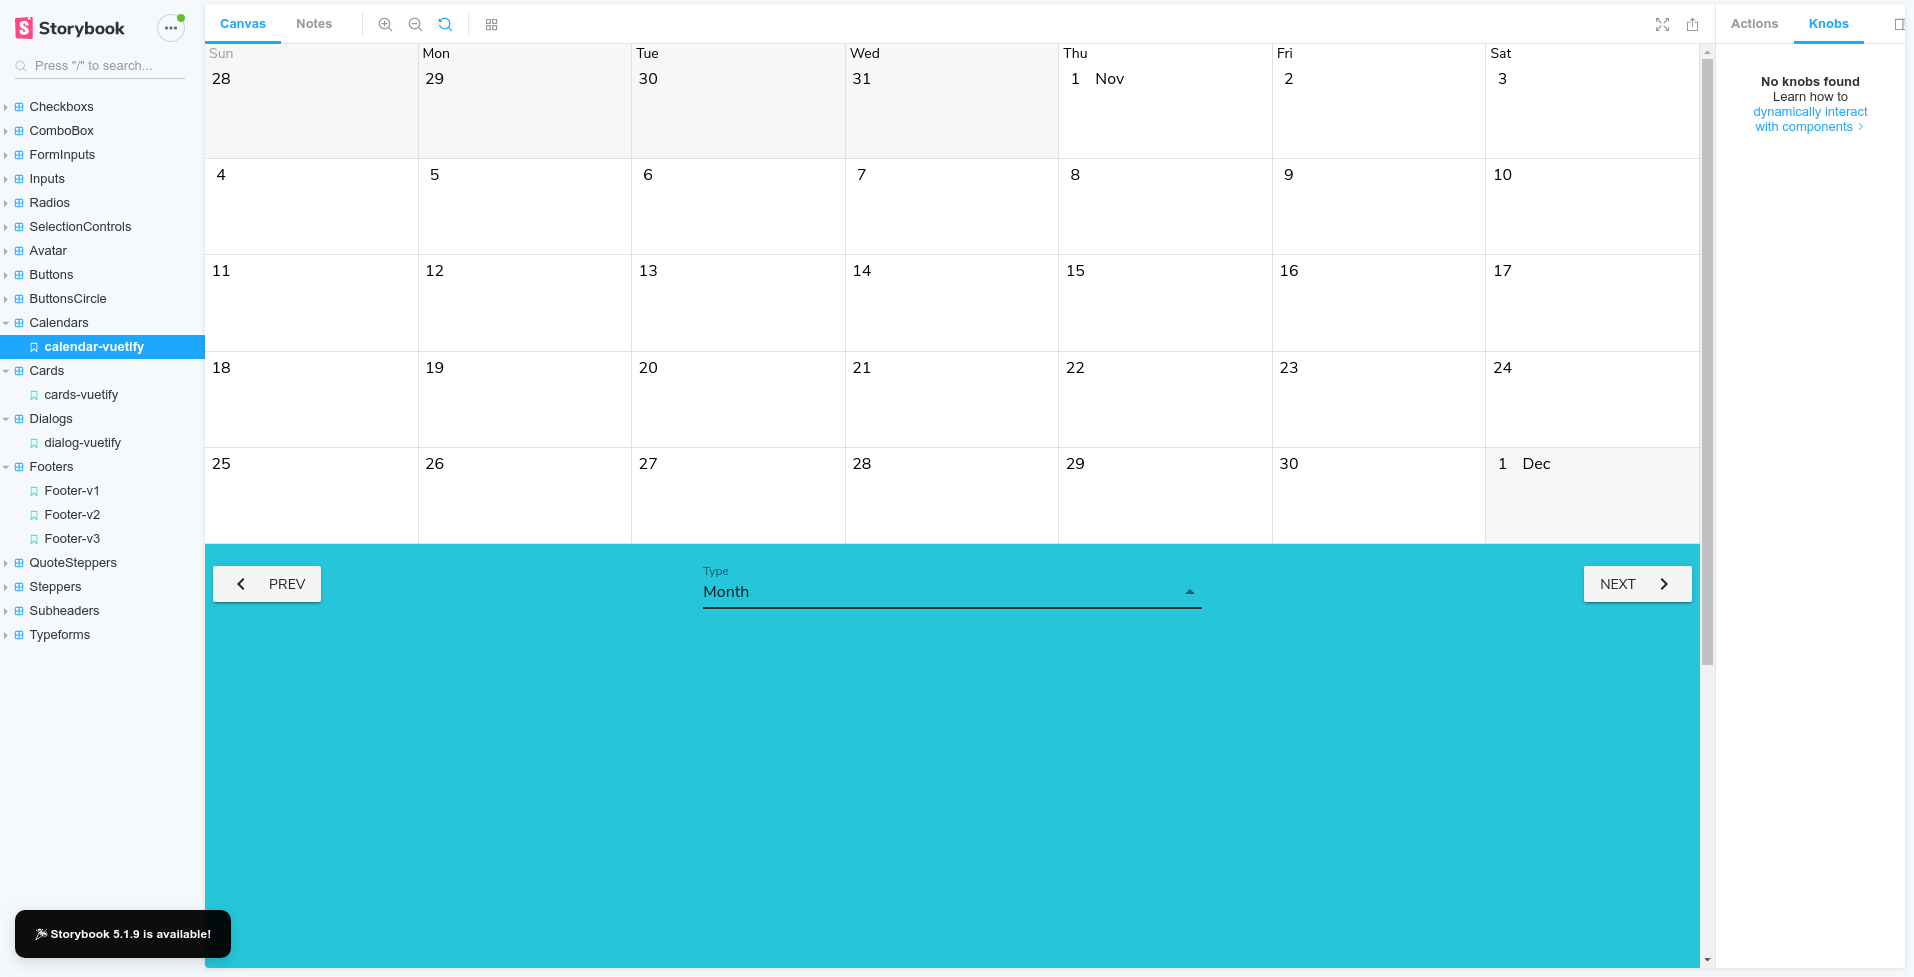 Storybook
Press "/" to search...
Checkboxs
ComboBox
FormInputs
Inputs
Radios
SelectionControls
Avatar
Buttons
ButtonsCircle
Calendars
calendar-vuetify
Cards
cards-vuetify
Dialogs
dialog-vuetify
Footers
Footer-v1
Footer-v2
Footer-v3
QuoteSteppers
Steppers
Subheaders
Typeforms
Storybook 5.1.9 is available!
Canvas Notes
Sun Mon Tue Wed Thu Fri Sat
28 29 30 31 1 Nov 2 3
4 5 6 7 8 9 10
11 12 13 14 15 16 17
18 19 20 21 22 23 24
25 26 27 28 29 30 1 Dec
PREV
Type
Month
NEXT
Actions Knobs
No knobs found
Learn how to
dynamically interact
with components